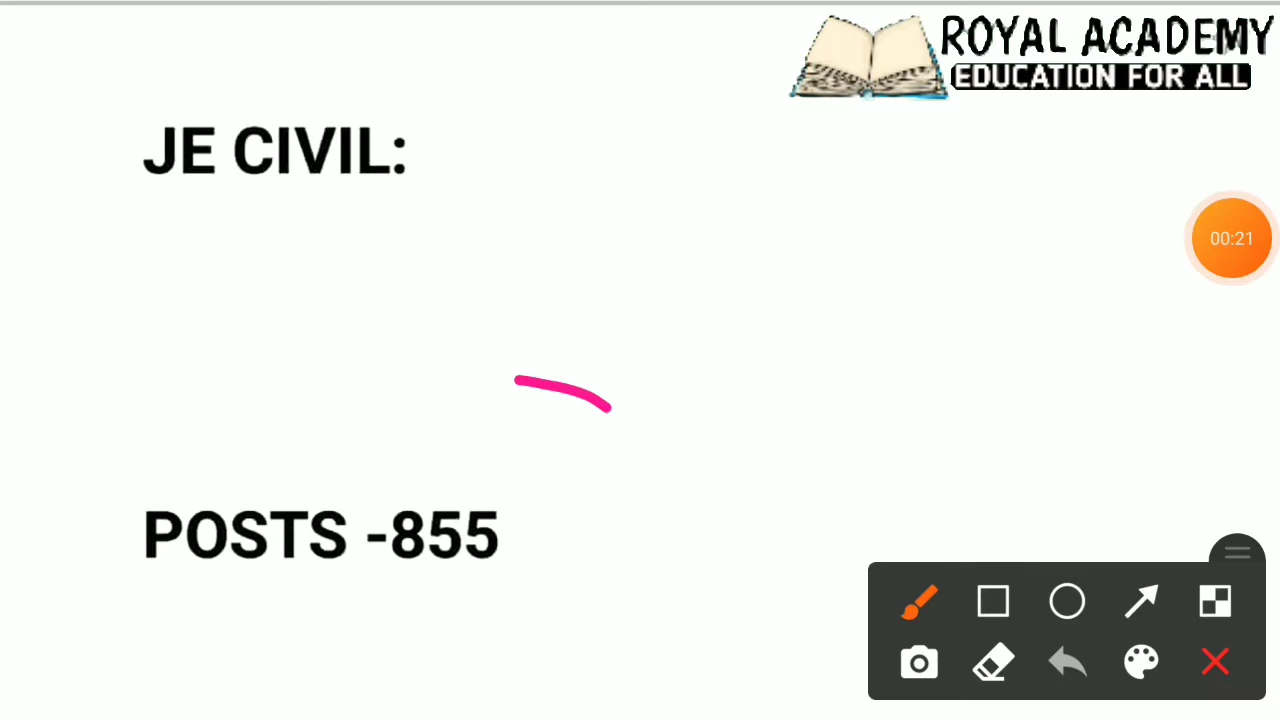 ROYAL ACADEMY
EDUCATION FOR ALL
JE CIVIL:
00:21
POSTS -855